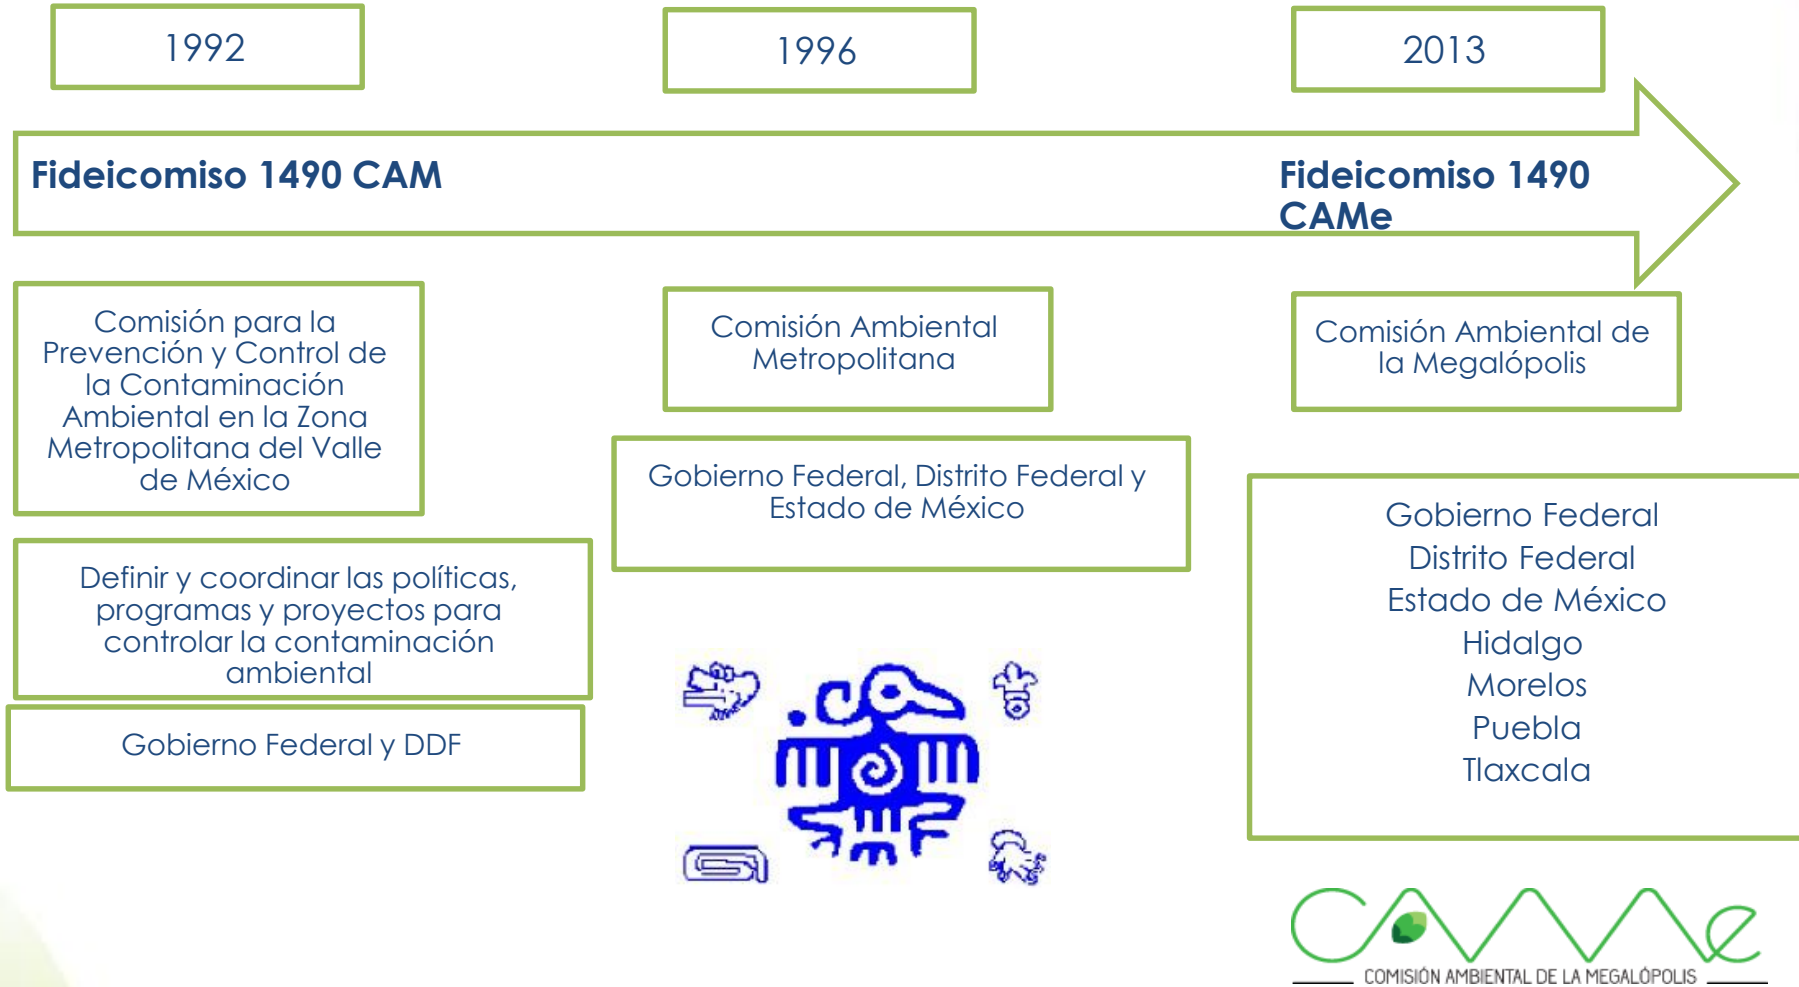 1992
1996
2013
Fideicomiso 1490 CAM
Fideicomiso 1490
CAMe
Comisión para la
Prevención y Control de
la Contaminación
Ambiental en la Zona
Metropolitana del Valle
de México
Definir y coordinar las políticas,
programas y proyectos para
controlar la contaminación
ambiental
Gobierno Federal y DDF
Comisión Ambiental
Metropolitana
Gobierno Federal, Distrito Federal y
Estado de México
Comisión Ambiental de
la Megalópolis
Gobierno Federal
Distrito Federal
Estado de México
Hidalgo
Morelos
Puebla
Tlaxcala
CAMe
COMISIÓN AMBIENTAL DE LA MEGALÓPOLIS